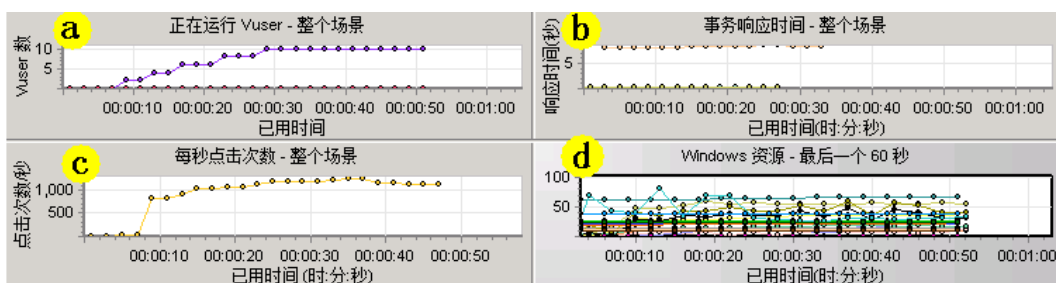 a
正在运行 Vuser - 整个场景
Vuser 数
10
5
00:00:10 00:00:20 00:00:30 00:00:40 00:00:50 00:01:00
已用时间
b
事务响应时间 - 整个场景
响应时间(秒)
5
00:00:10 00:00:20 00:00:30 00:00:40 00:00:50 00:01:00
已用时间(时:分:秒)
c
每秒点击次数 - 整个场景
点击次数/秒
1,000
500
00:00:10 00:00:20 00:00:30 00:00:40 00:00:50
已用时间 (时:分:秒)
d
Windows 资源 - 最后一个 60 秒
100
50
00:00:10 00:00:20 00:00:30 00:00:40 00:00:50 00:01:00
已用时间(时:分:秒)